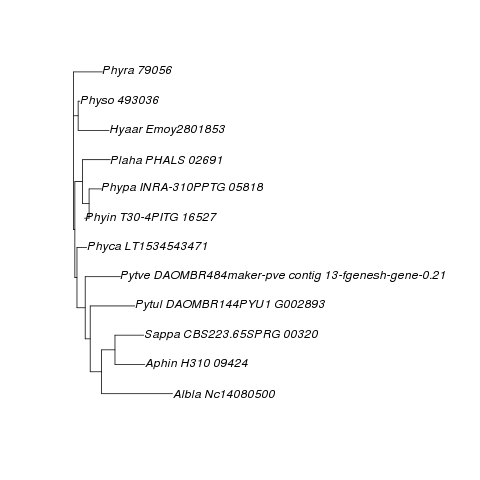 Phyra 79056
Physo 493036
Hyaar Emoy2801853
Plaha PHALS 02691
Phypa INRA-310PPTG 05818
Phyin T30-4PITG 16527
Phyca LT1534543471
Pytve DAOMBR484maker-pve contig 13-fgenesh-gene-0.21
Pytul DAOMBR144PYU1 G002893
Sappa CBS223.65SPRG 00320
Aphin H310 09424
Albla Nc14080500